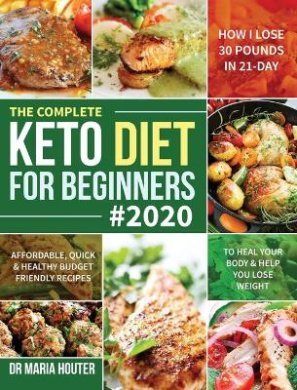 HOW I LOSE
30 POUNDS
IN 21-DAY
THE COMPLETE
KETO DIET
FOR BEGINNERS
#2020
AFFORDABLE, QUICK
& HEALTHY BUDGET
FRIENDLY RECIPES
TO HEAL YOUR
BODY & HELP
YOU LOSE
WEIGHT
DR MARIA HOUTER